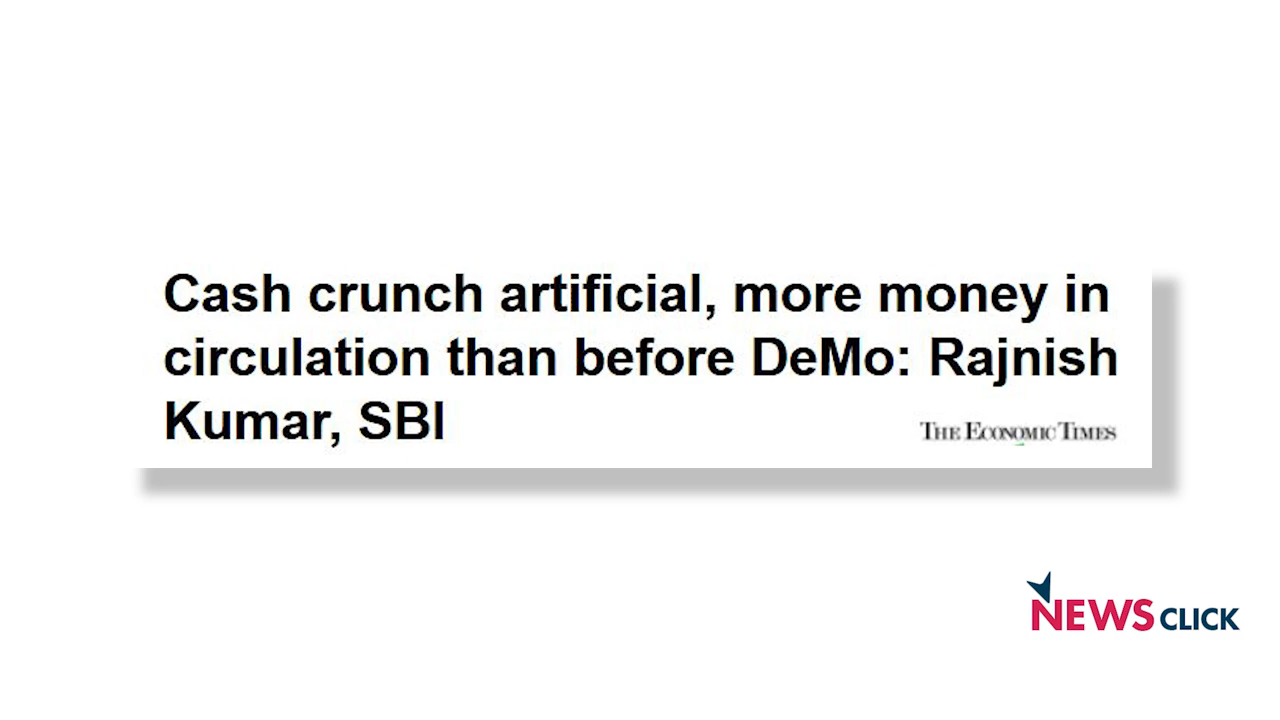 Cash crunch artificial, more money in
circulation than before DeMo: Rajnish
Kumar, SBI
THE ECONOMIC TIMES
NEWSCLICK